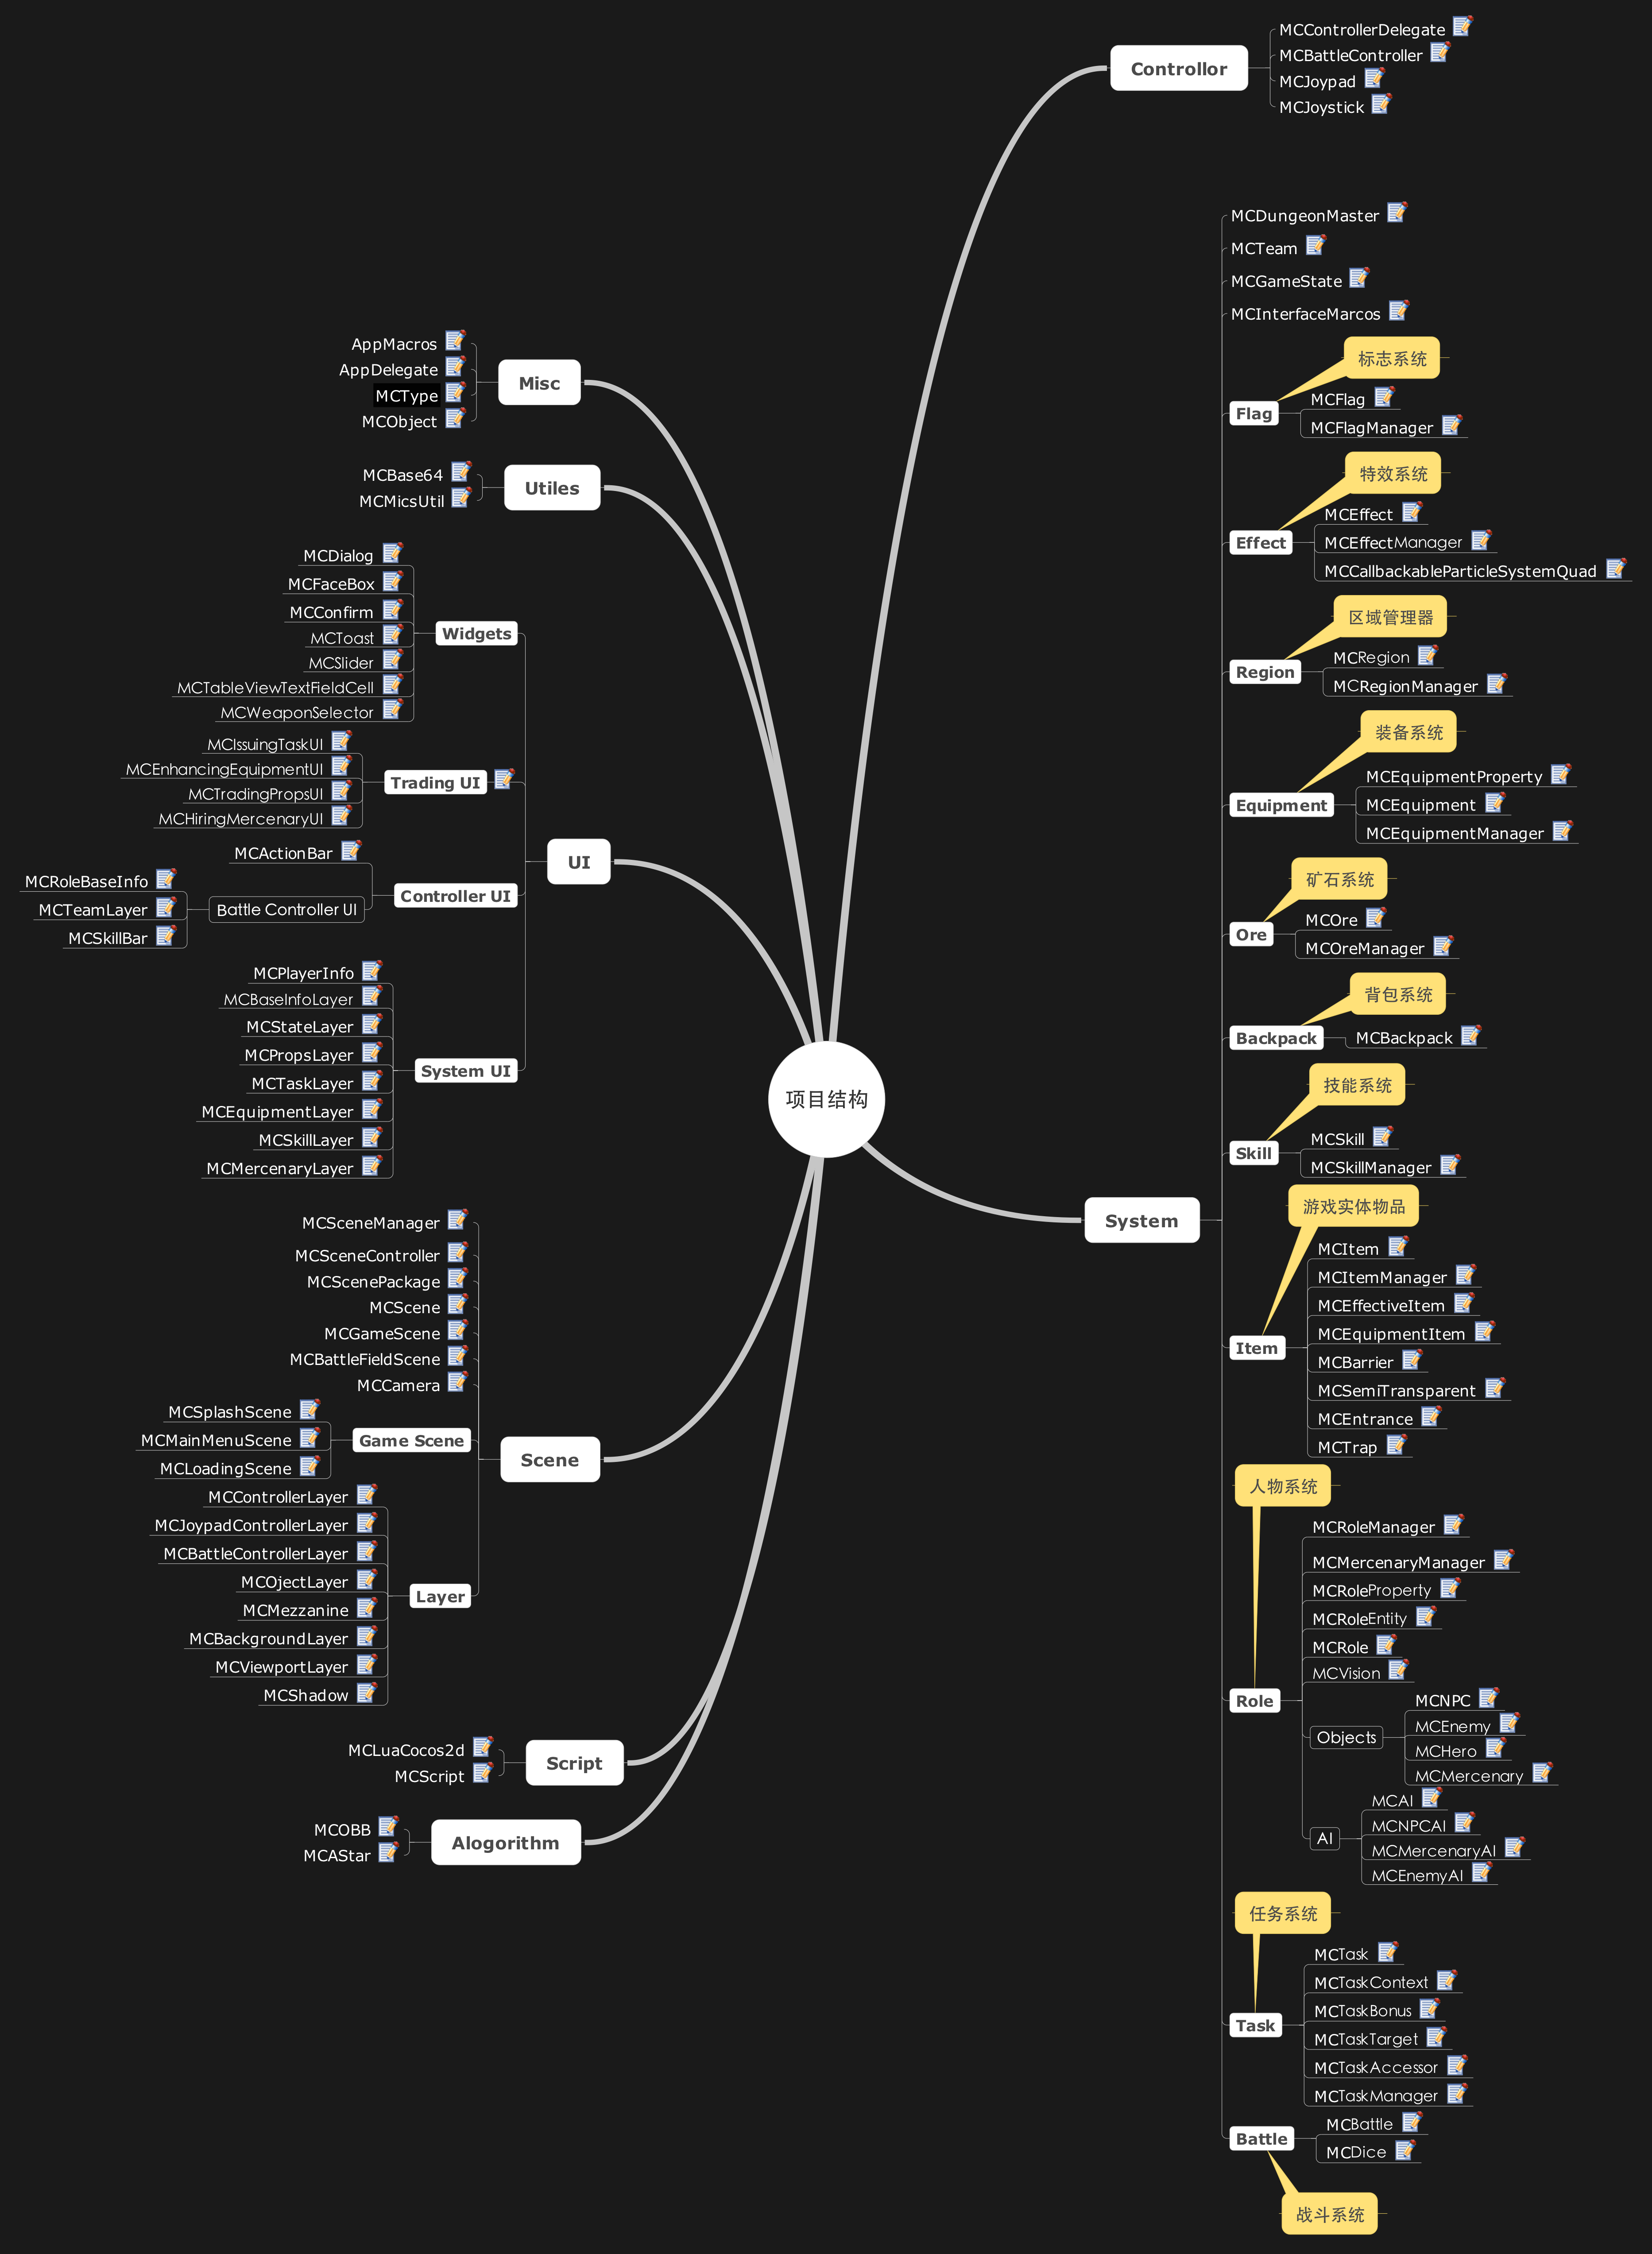 项目结构
Controllor
MCControllerDelegate
MCBattleController
MCJoypad
MCJoystick
System
MCDungeonMaster
MCTeam
MCGameState
MCInterfaceMarcos
标志系统
Flag
MCFlag
MCFlagManager
特效系统
Effect
MCEffect
MCEffectManager
MCCallbackableParticleSystemQuad
区域管理器
Region
MCRegion
MCRegionManager
装备系统
Equipment
MCEquipmentProperty
MCEquipment
MCEquipmentManager
矿石系统
Ore
MCOre
MCOreManager
背包系统
Backpack
MCBackpack
技能系统
Skill
MCSkill
MCSkillManager
游戏实体物品
Item
MCItem
MCItemManager
MCEffectiveItem
MCEquipmentItem
MCBarrier
MCSemiTransparent
MCEntrance
MCTrap
人物系统
Role
MCRoleManager
MCMercenaryManager
MCRoleProperty
MCRoleEntity
MCRole
MCVision
Objects
MCNPC
MCEnemy
MCHero
MCMercenary
AI
MCAI
MCNPCAI
MCMercenaryAI
MCEnemyAI
任务系统
Task
MCTask
MCTaskContext
MCTaskBonus
MCTaskTarget
MCTaskAccessor
MCTaskManager
Battle
MCBattle
MCDice
战斗系统
Misc
AppMacros
AppDelegate
MCType
MCObject
Utiles
MCBase64
MCMicsUtil
UI
Widgets
MCDialog
MCFaceBox
MCConfirm
MCToast
MCSlider
MCTableViewTextFieldCell
MCWeaponSelector
Trading UI
MCIssuingTaskUI
MCEnhancingEquipmentUI
MCTradingPropsUI
MCHiringMercenaryUI
Controller UI
MCActionBar
Battle Controller UI
MCRoleBaseInfo
MCTeamLayer
MCSkillBar
System UI
MCPlayerInfo
MCBaseInfoLayer
MCStateLayer
MCPropsLayer
MCTaskLayer
MCEquipmentLayer
MCSkillLayer
MCMercenaryLayer
Scene
MCSceneManager
MCSceneController
MCScenePackage
MCScene
MCGameScene
MCBattleFieldScene
MCCamera
Game Scene
MCSplashScene
MCMainMenuScene
MCLoadingScene
Layer
MCControllerLayer
MCJoypadControllerLayer
MCBattleControllerLayer
MCOjectLayer
MCMezzanine
MCBackgroundLayer
MCViewportLayer
MCShadow
Script
MCLuaCocos2d
MCScript
Alogorithm
MCOBB
MCAStar